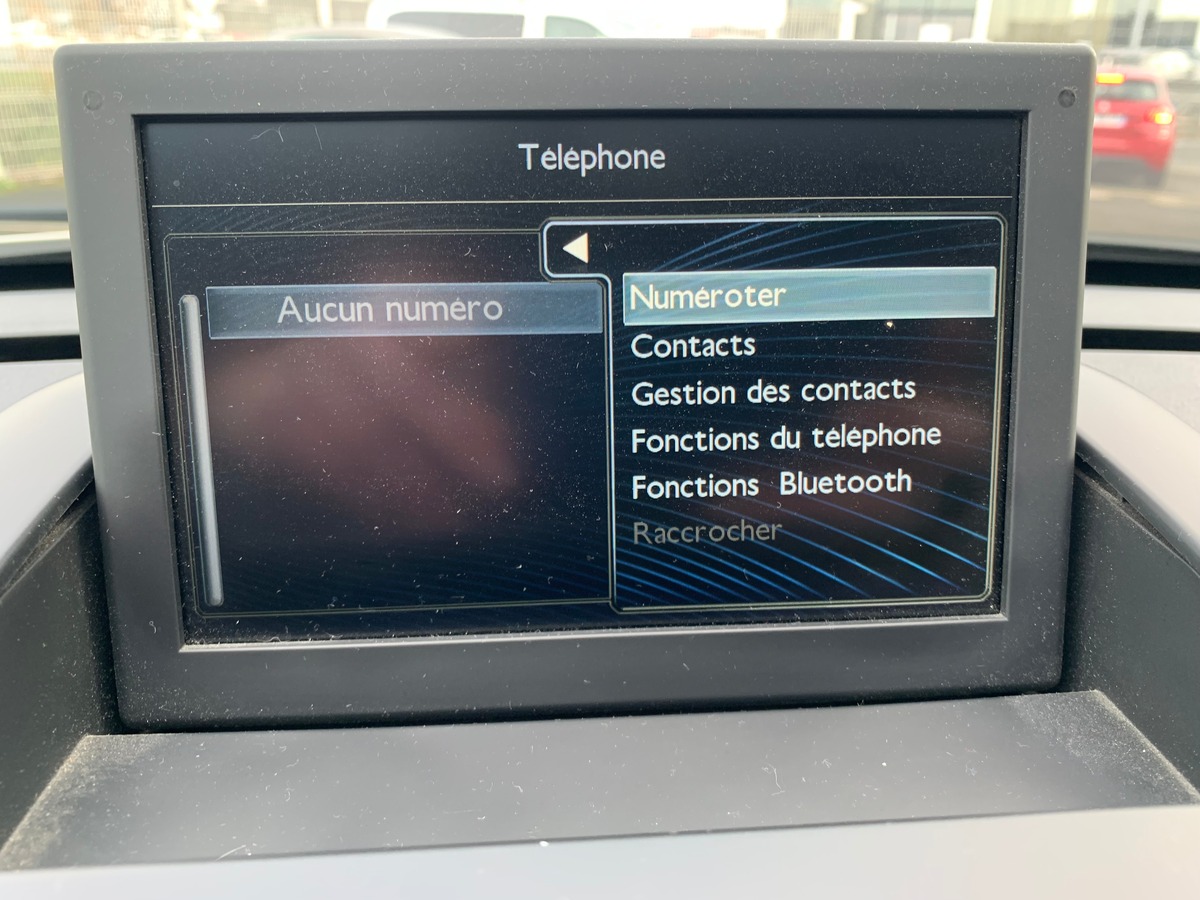 Téléphone
Aucun numéro
Numéroter
Contacts
Gestion des contacts
Fonctions du téléphone
Fonctions Bluetooth
Raccrocher